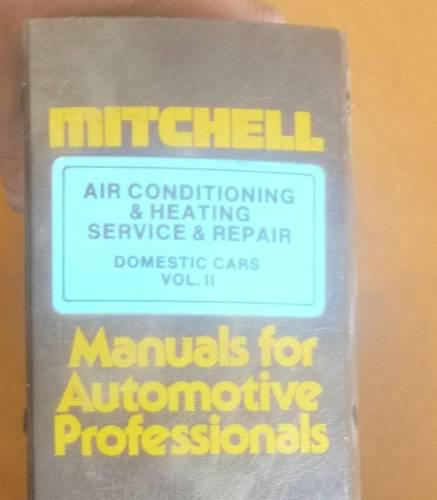 MITCHELL
AIR CONDITIONING
& HEATING
SERVICE & REPAIR
DOMESTIC CARS
VOL. II
Manuals for
Automotive
Professionals